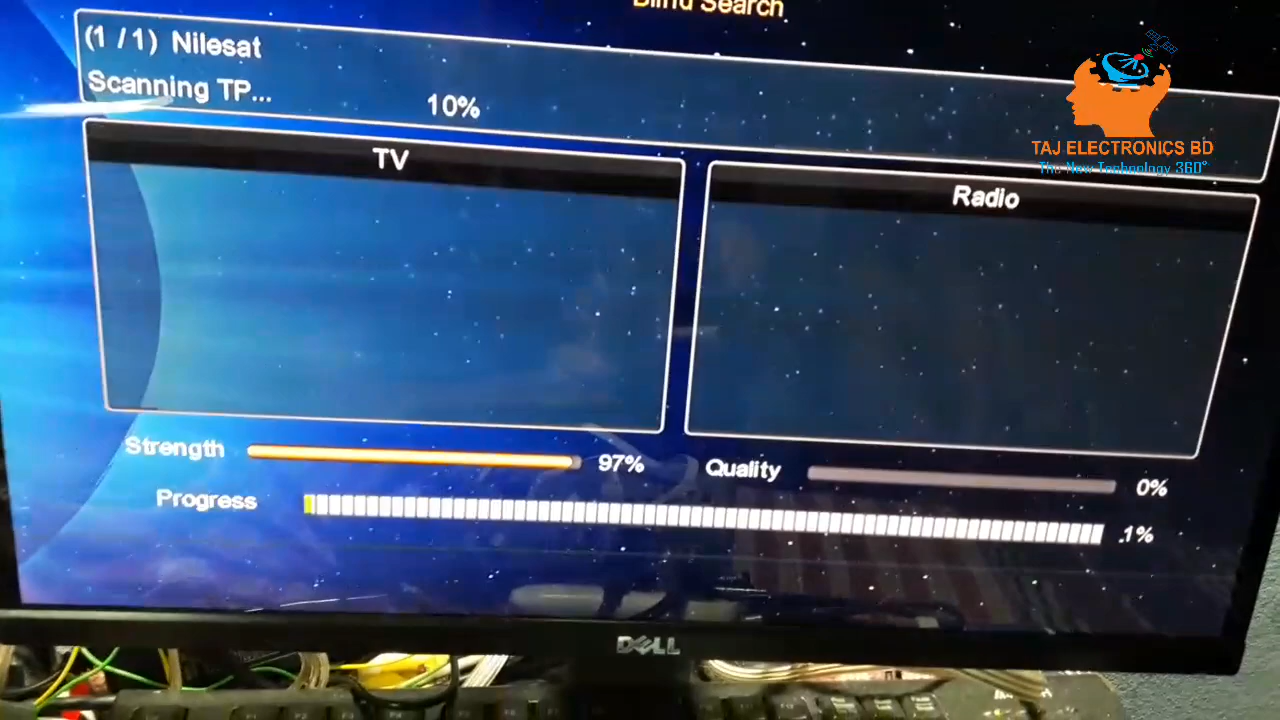 Blind Search
(1 / 1) Nilesat
Scanning TP...
10%
TAJ ELECTRONICS BD
The New Technology 360°
TV
Radio
Strength
97%
Quality
0%
Progress
1%
DELL